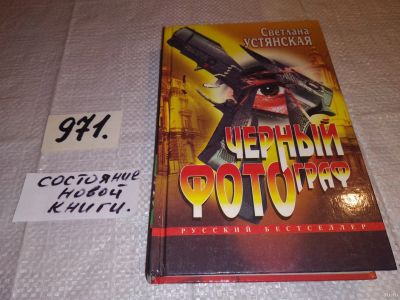 971.
СОСТОЯНИЕ
НОВОЙ
КНИГИ.
Светлана
УСТЯНСКАЯ
ЧЕРНЫЙ
ФОТОГРАФ
РУССКИЙ БЕСТСЕЛЛЕР